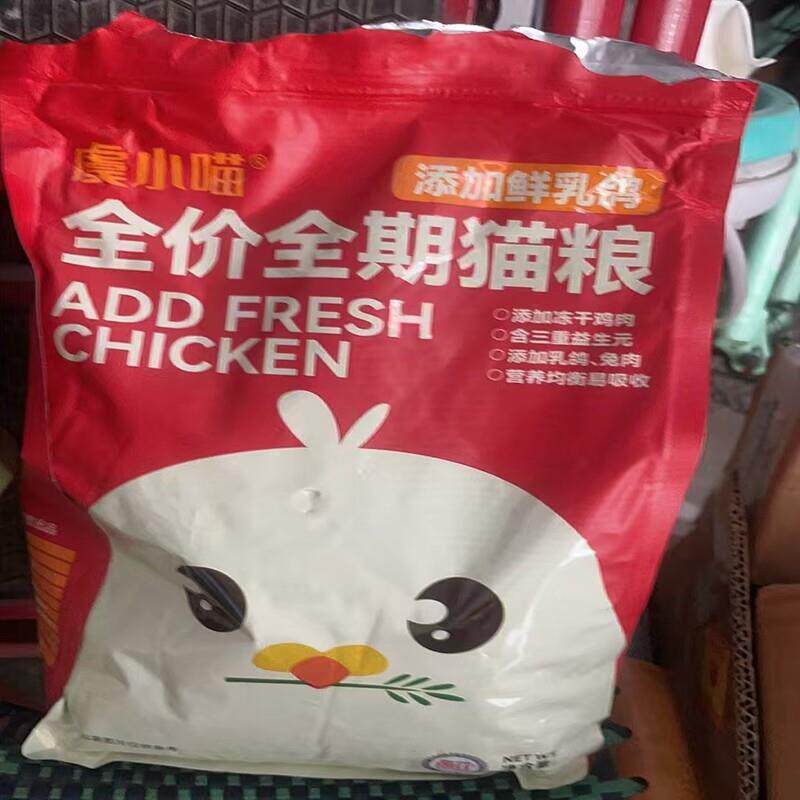 虞小喵®
添加鲜乳鸽
全价全期猫粮
ADD FRESH
CHICKEN
添加冻干鸡肉
含三重益生元
添加乳鸽、兔肉
营养均衡易吸收
NET WT